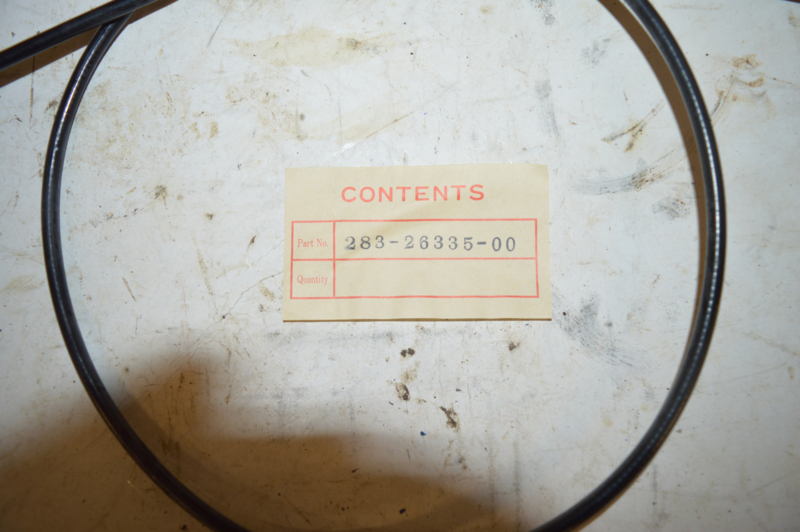 CONTENTS
Part No. 283-26335-00
Quantity